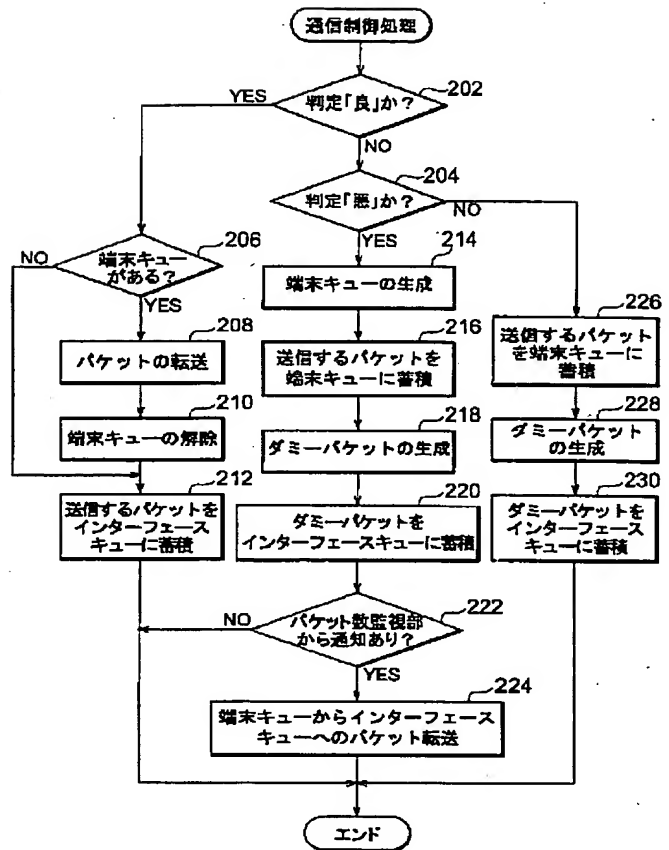 通信制御処理
202
判定「良」か?
YES
NO
204
判定「悪」か?
NO
YES
206
端末キュー
がある?
NO
YES
208
パケットの転送
210
端末キューの解除
212
送信するパケットを
インターフェース
キューに蓄積
214
端末キューの生成
216
送信するパケットを
端末キューに蓄積
218
ダミーパケットの生成
220
ダミーパケットを
インターフェースキューに蓄積
222
パケット数監視部
から通知あり?
NO
YES
224
端末キューからインターフェース
キューへのパケット転送
226
送信するパケット
を端末キューに
蓄積
228
ダミーパケット
の生成
230
ダミーパケットを
インターフェース
キューに蓄積
エンド